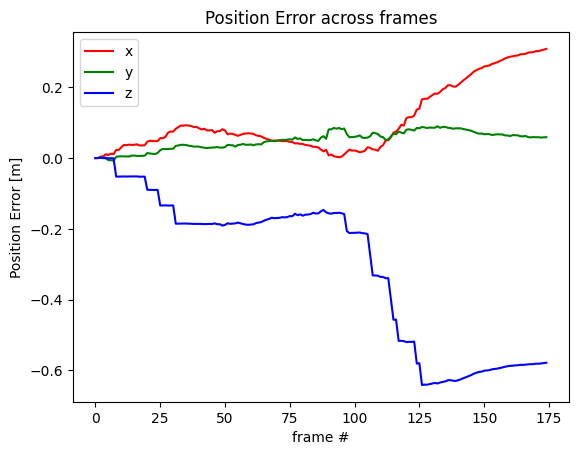 Position Error across frames
x
y
z
Position Error [m]
0.2
0.0
−0.2
−0.4
−0.6
0 25 50 75 100 125 150 175
frame #